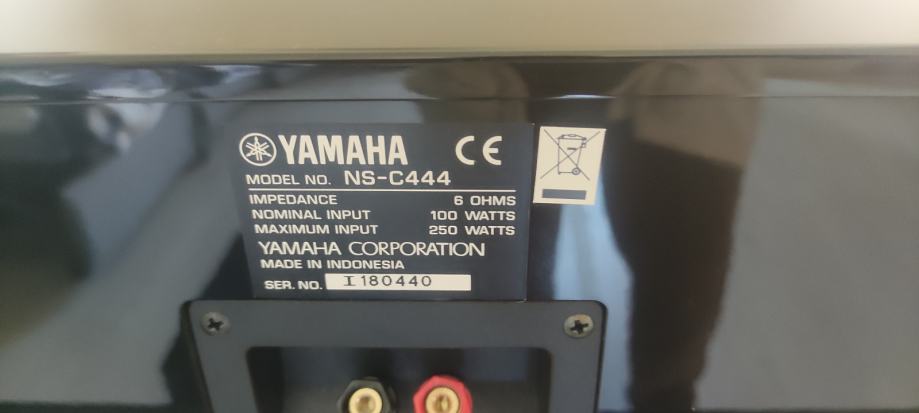 YAMAHA CE
MODEL NO. NS-C444
IMPEDANCE 6 OHMS
NOMINAL INPUT 100 WATTS
MAXIMUM INPUT 250 WATTS
YAMAHA CORPORATION
MADE IN INDONESIA
SER. NO. I180440